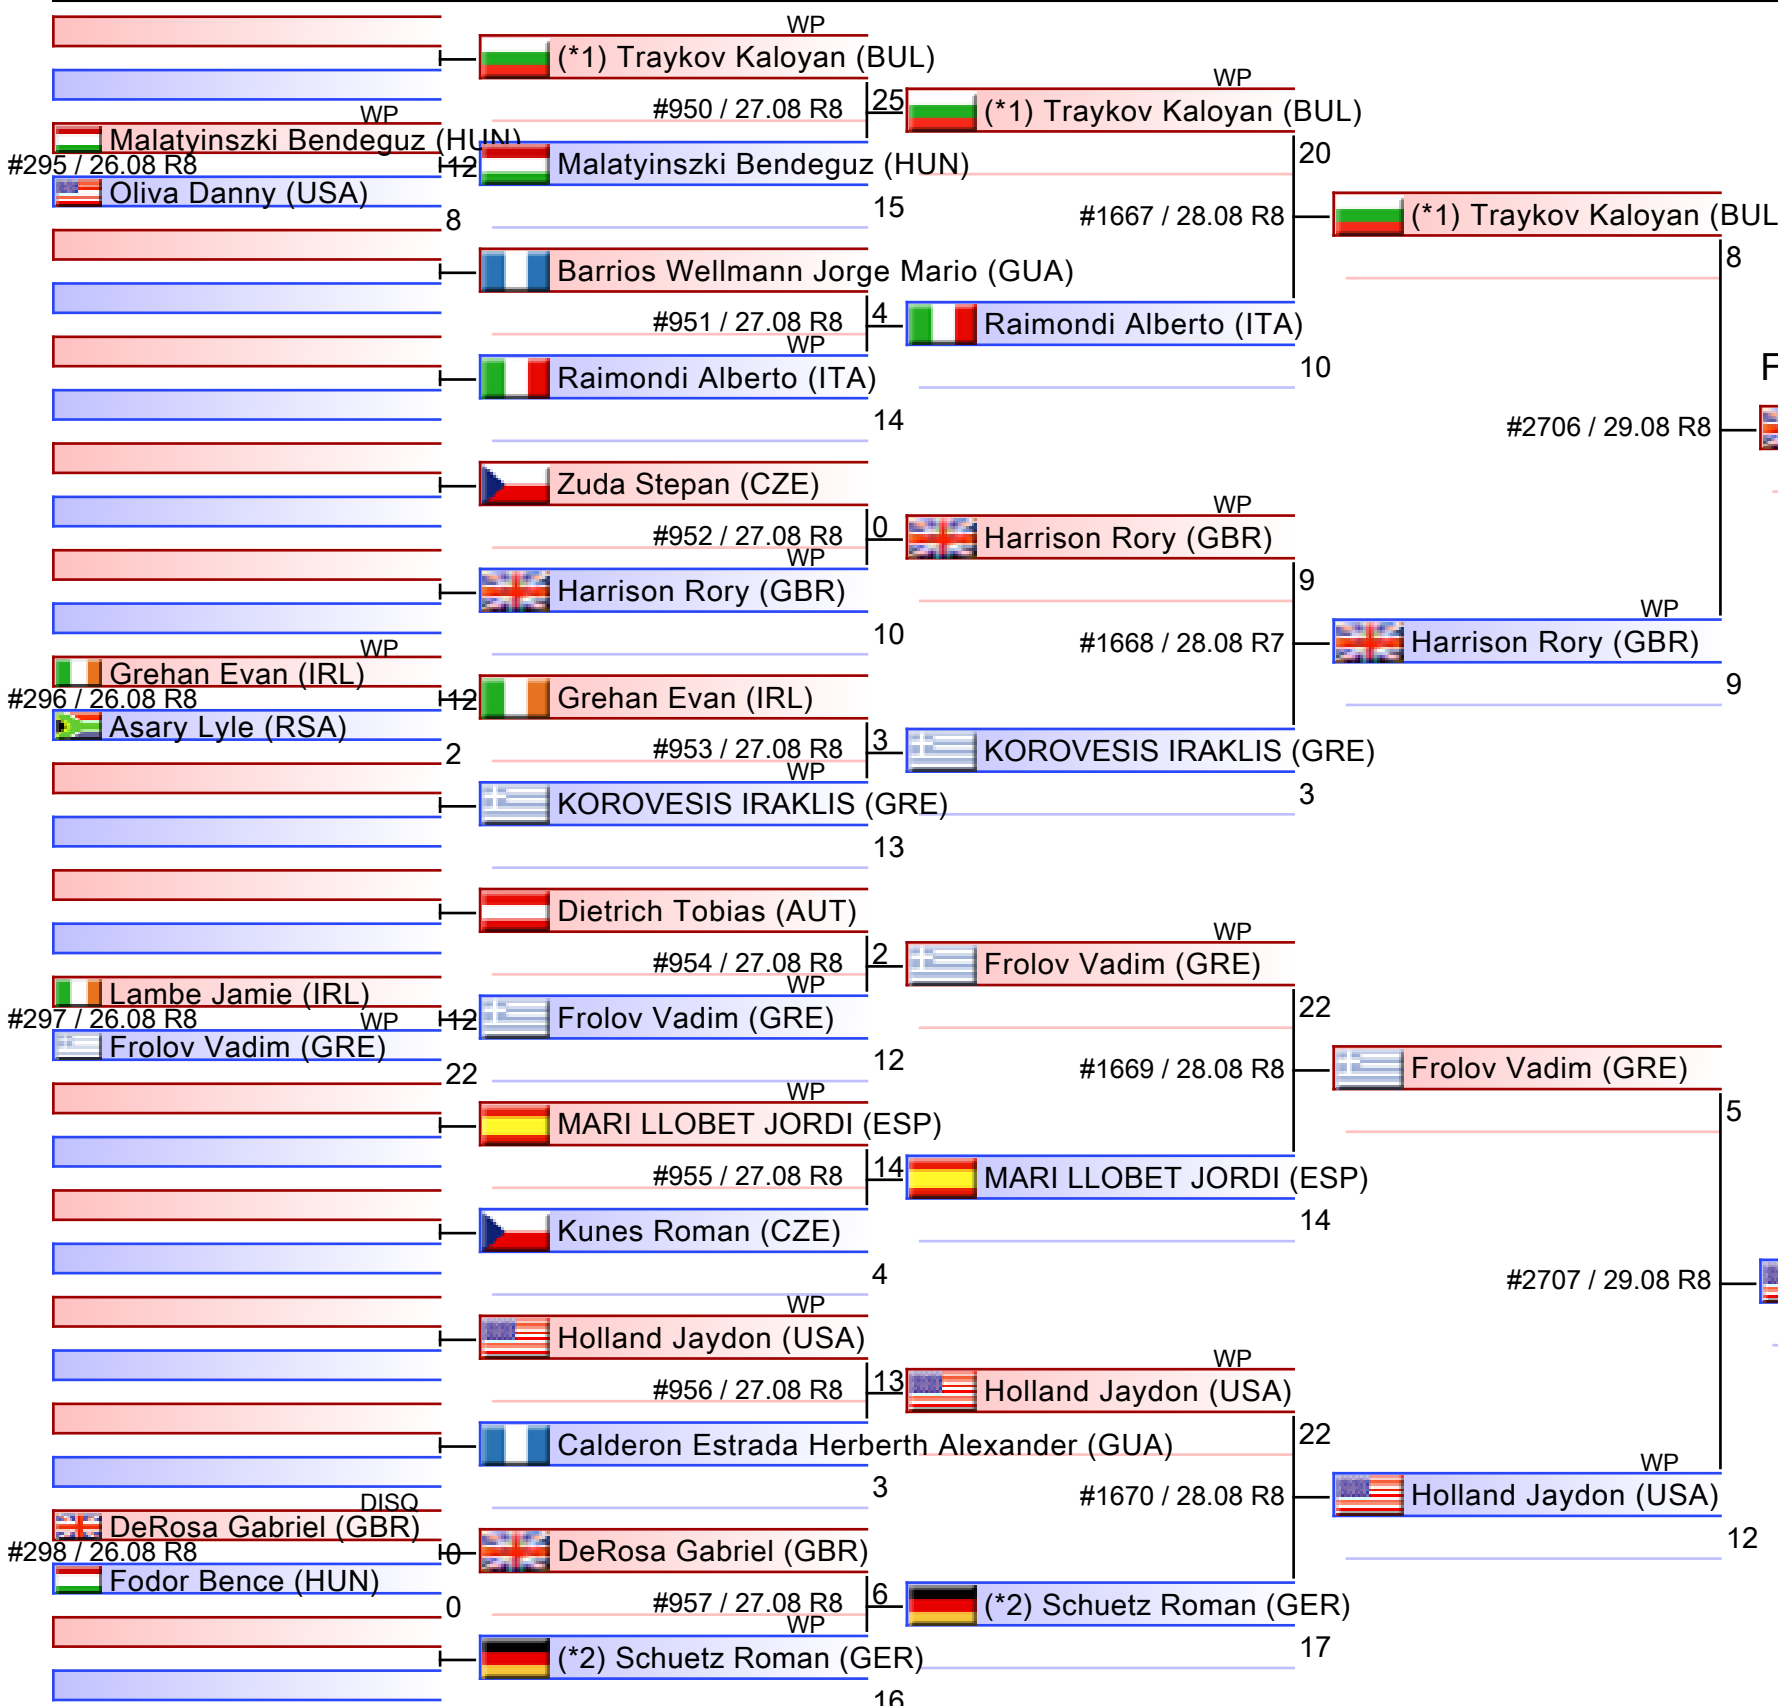 WP
(*1) Traykov Kaloyan (BUL)
#950 / 27.08 R8
25
WP
Malatyinszki Bendeguz (HUN)
#295 / 26.08 R8
12
Oliva Danny (USA)
8
Malatyinszki Bendeguz (HUN)
15
WP
(*1) Traykov Kaloyan (BUL)
20
#1667 / 28.08 R8
(*1) Traykov Kaloyan (BUL
8
Barrios Wellmann Jorge Mario (GUA)
#951 / 27.08 R8
4
WP
Raimondi Alberto (ITA)
14
Raimondi Alberto (ITA)
10
F
#2706 / 29.08 R8
Zuda Stepan (CZE)
#952 / 27.08 R8
0
WP
Harrison Rory (GBR)
10
WP
Harrison Rory (GBR)
9
#1668 / 28.08 R7
WP
Harrison Rory (GBR)
9
WP
Grehan Evan (IRL)
#296 / 26.08 R8
12
Asary Lyle (RSA)
2
Grehan Evan (IRL)
#953 / 27.08 R8
3
WP
KOROVESIS IRAKLIS (GRE)
13
KOROVESIS IRAKLIS (GRE)
3
Dietrich Tobias (AUT)
#954 / 27.08 R8
2
WP
Lambe Jamie (IRL)
#297 / 26.08 R8
WP
12
Frolov Vadim (GRE)
22
Frolov Vadim (GRE)
12
WP
Frolov Vadim (GRE)
22
#1669 / 28.08 R8
Frolov Vadim (GRE)
5
WP
MARI LLOBET JORDI (ESP)
#955 / 27.08 R8
14
Kunes Roman (CZE)
4
MARI LLOBET JORDI (ESP)
14
#2707 / 29.08 R8
WP
Holland Jaydon (USA)
#956 / 27.08 R8
13
Calderon Estrada Herberth Alexander (GUA)
3
WP
Holland Jaydon (USA)
22
#1670 / 28.08 R8
WP
Holland Jaydon (USA)
12
DISQ
DeRosa Gabriel (GBR)
#298 / 26.08 R8
0
Fodor Bence (HUN)
0
DeRosa Gabriel (GBR)
#957 / 27.08 R8
6
WP
(*2) Schuetz Roman (GER)
16
(*2) Schuetz Roman (GER)
17